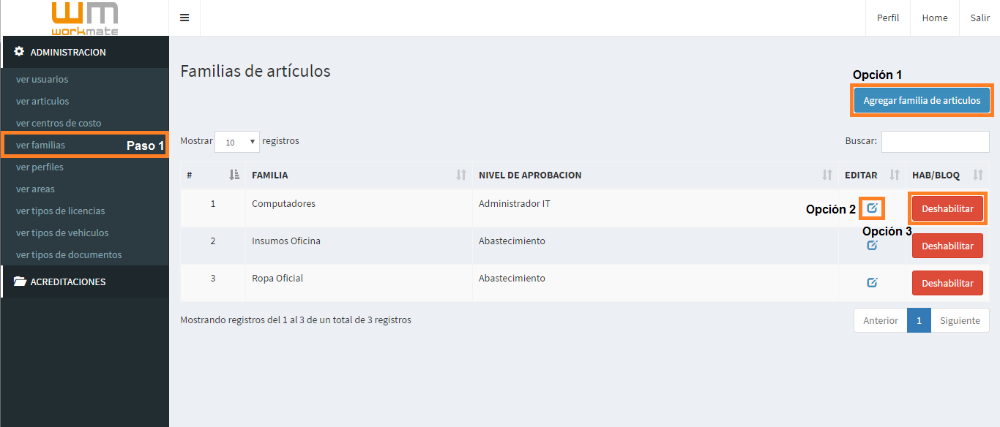 wm
workmate
Perfil Home Salir
ADMINISTRACION
ver usuarios
ver articulos
ver centros de costo
ver familias Paso 1
ver perfiles
ver areas
ver tipos de licencias
ver tipos de vehiculos
ver tipos de documentos
ACREDITACIONES
Familias de artículos
Opción 1
Agregar familia de articulos
Mostrar 10 registros
Buscar:
# FAMILIA NIVEL DE APROBACION EDITAR HAB/BLOQ
1 Computadores Administrador IT Opción 2 Deshabilitar
Opción 3
2 Insumos Oficina Abastecimiento Deshabilitar
3 Ropa Oficial Abastecimiento Deshabilitar
Mostrando registros del 1 al 3 de un total de 3 registros
Anterior 1 Siguiente